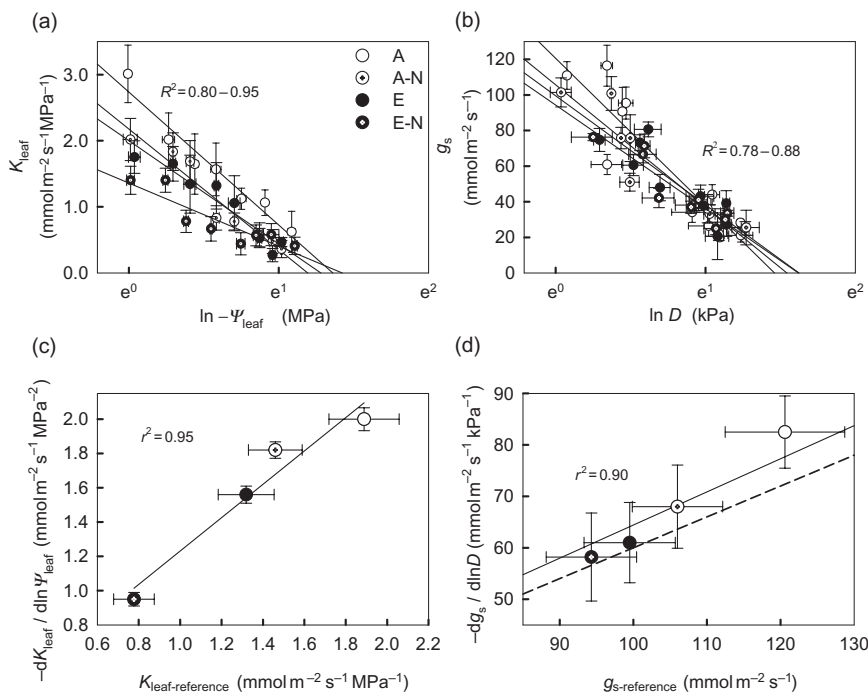 (a)
3.0
2.0
1.0
0.0
K_leaf (mmol m⁻² s⁻¹ MPa⁻¹)
R² = 0.80 – 0.95
A
A-N
E
E-N
e⁰ e¹ e²
ln −Ψ_leaf (MPa)
(b)
120
100
80
60
40
20
0
g_s (mmol m⁻² s⁻¹)
R² = 0.78 – 0.88
e⁰ e¹ e²
ln D (kPa)
(c)
2.0
1.8
1.6
1.4
1.2
1.0
0.8
−dK_leaf / dlnΨ_leaf (mmol m⁻² s⁻¹ MPa⁻²)
r² = 0.95
0.6 0.8 1.0 1.2 1.4 1.6 1.8 2.0 2.2
K_leaf-reference (mmol m⁻² s⁻¹ MPa⁻¹)
(d)
90
80
70
60
50
−dg_s / dlnD (mmol m⁻² s⁻¹ kPa⁻¹)
r² = 0.90
90 100 110 120 130
g_s-reference (mmol m⁻² s⁻¹)